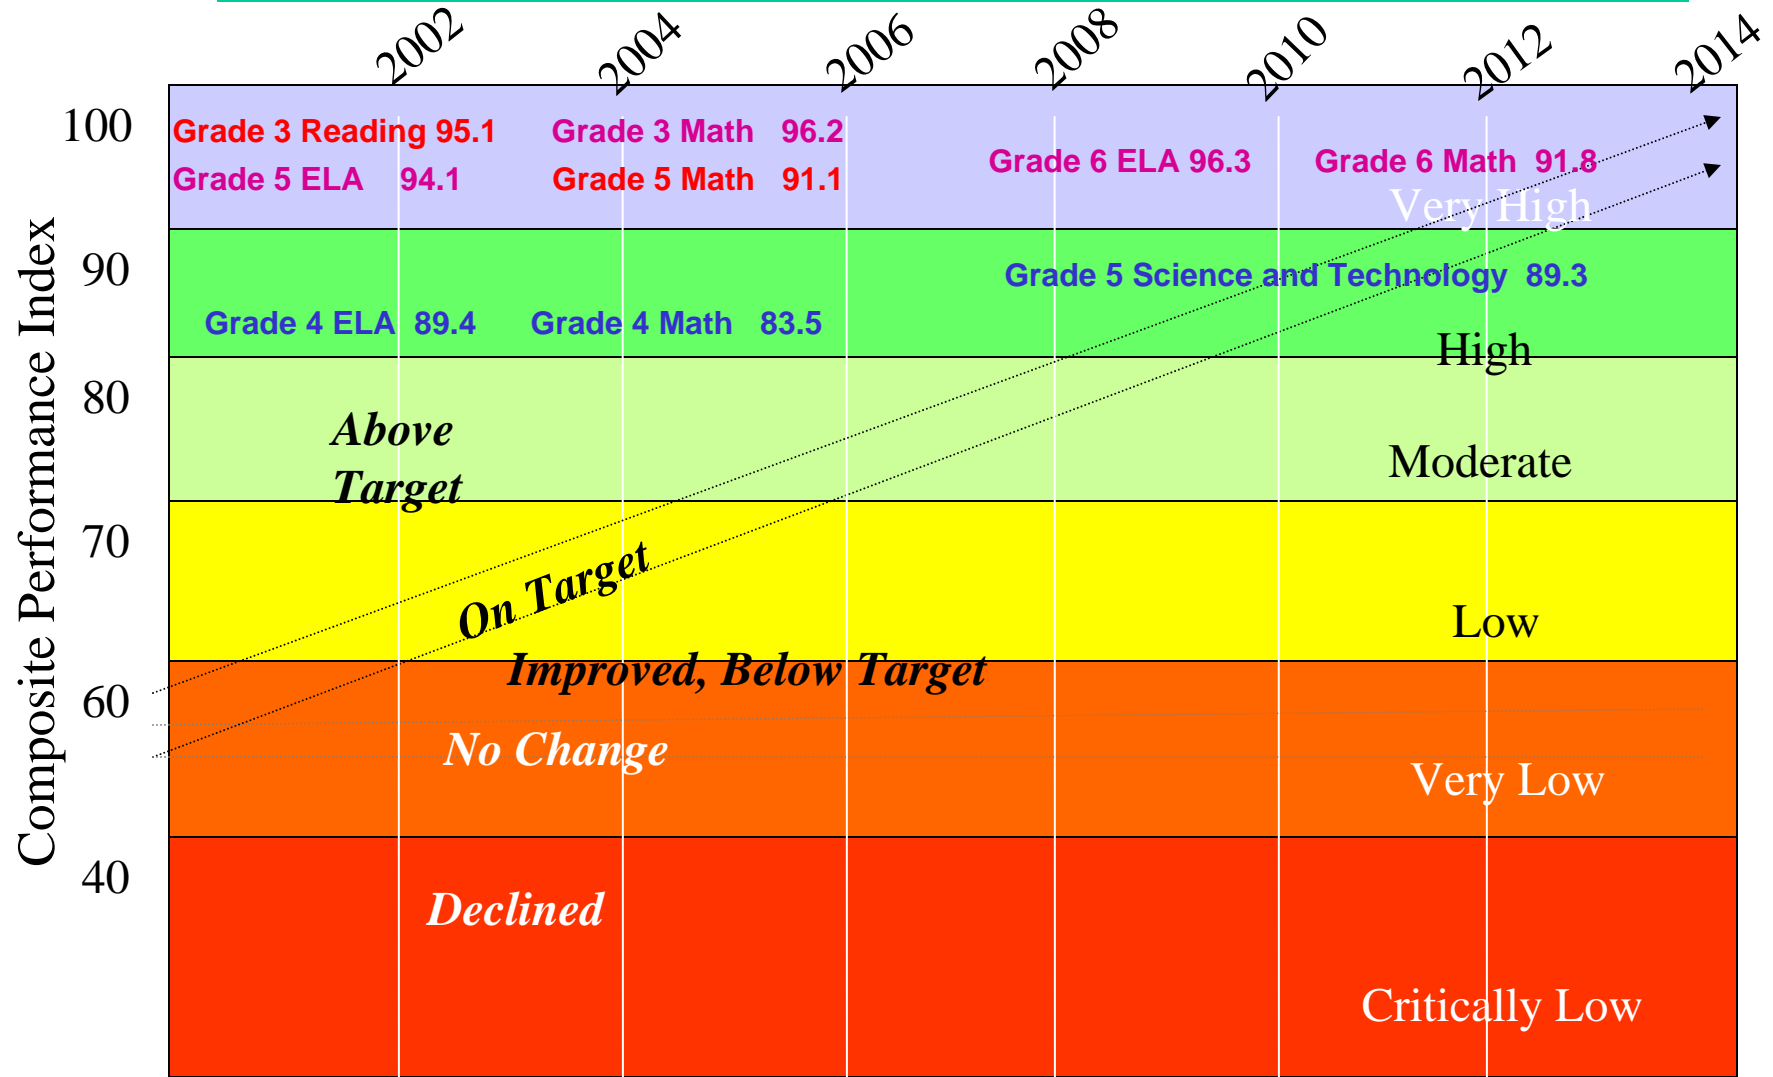 2002 2004 2006 2008 2010 2012 2014
100
Grade 3 Reading 95.1 Grade 3 Math 96.2
Grade 6 ELA 96.3 Grade 6 Math 91.8
Grade 5 ELA 94.1 Grade 5 Math 91.1
Very High
90
Grade 5 Science and Technology 89.3
Grade 4 ELA 89.4 Grade 4 Math 83.5
High
80
Above
Target
Moderate
70
On Target
Low
Improved, Below Target
60
No Change
Very Low
40
Declined
Critically Low
Composite Performance Index